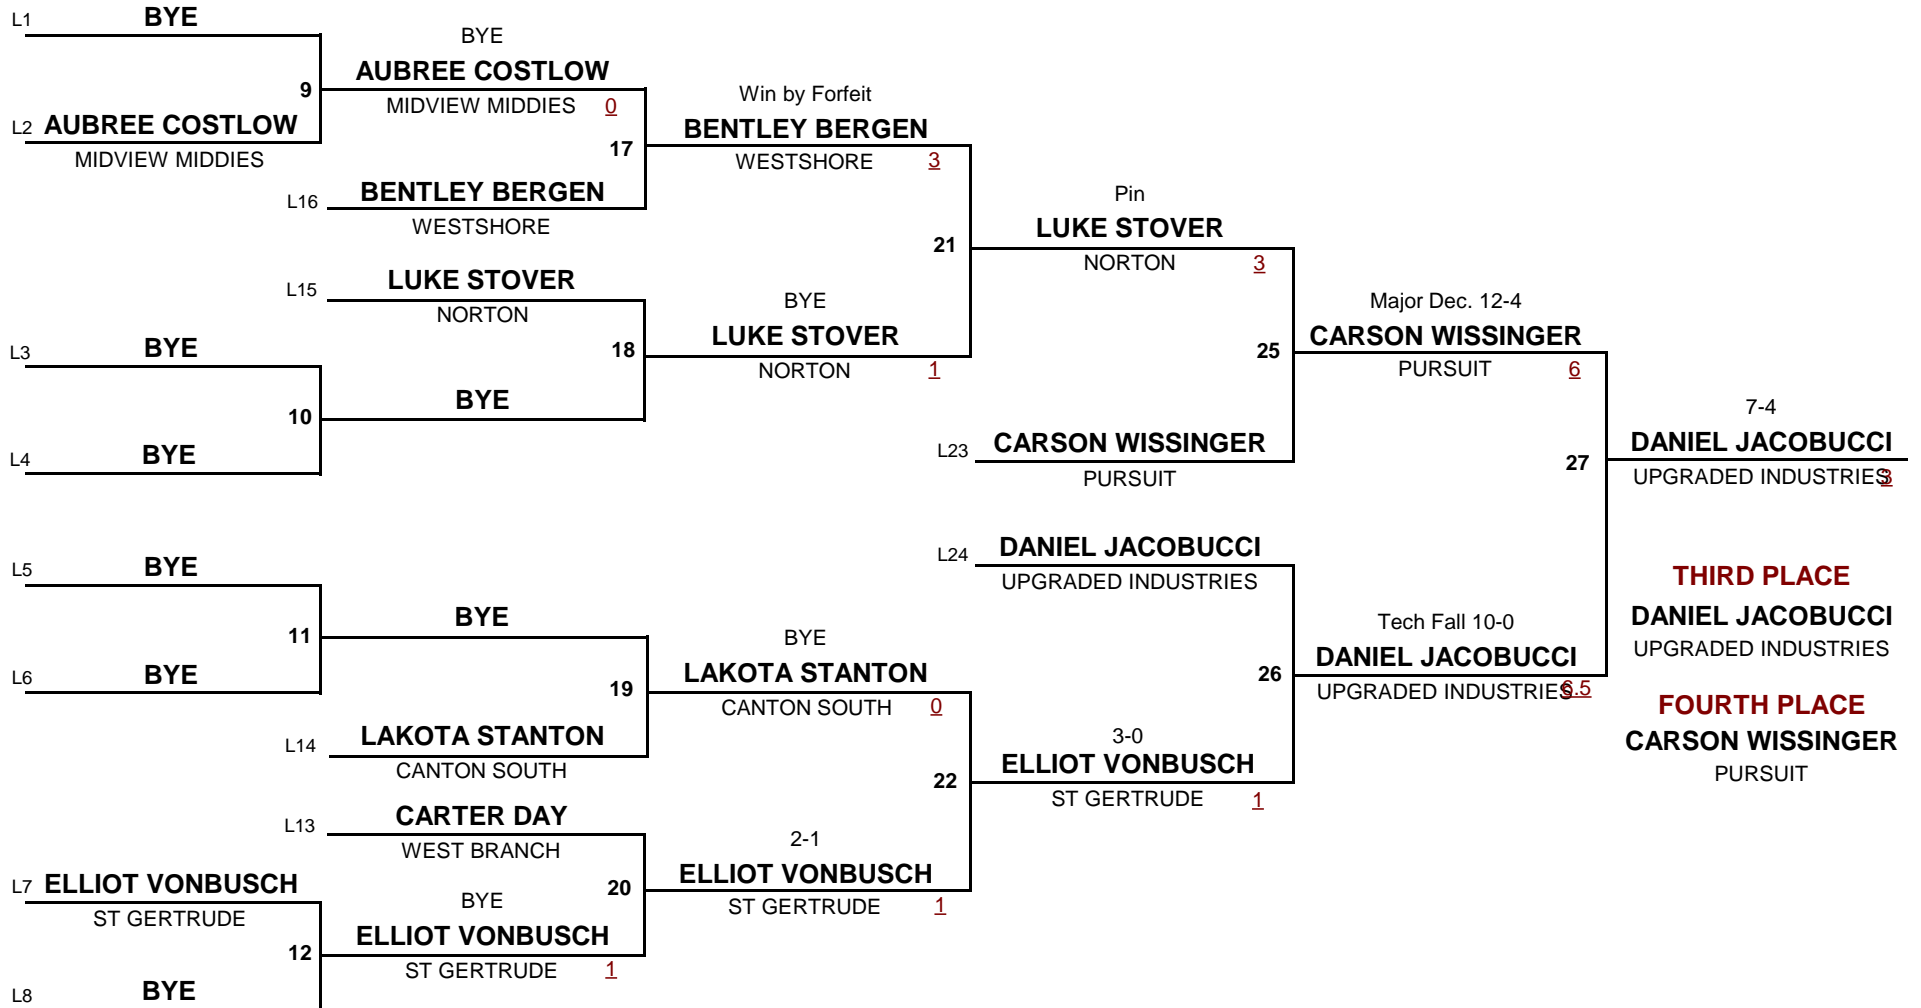 L1 BYE
BYE
AUBREE COSTLOW
9
MIDVIEW MIDDIES 0
L2 AUBREE COSTLOW
MIDVIEW MIDDIES
Win by Forfeit
BENTLEY BERGEN
17
WESTSHORE 3
L16 BENTLEY BERGEN
WESTSHORE
Pin
LUKE STOVER
21
NORTON 3
L15 LUKE STOVER
NORTON
BYE
LUKE STOVER
18
NORTON 1
L3 BYE
10
BYE
L4 BYE
Major Dec. 12-4
CARSON WISSINGER
25
PURSUIT 6
L23 CARSON WISSINGER
PURSUIT
7-4
DANIEL JACOBUCCI
27
UPGRADED INDUSTRIES 3
L24 DANIEL JACOBUCCI
UPGRADED INDUSTRIES
L5 BYE
11
BYE
L6 BYE
BYE
LAKOTA STANTON
19
CANTON SOUTH 0
L14 LAKOTA STANTON
CANTON SOUTH
Tech Fall 10-0
DANIEL JACOBUCCI
26
UPGRADED INDUSTRIES 6.5
THIRD PLACE
DANIEL JACOBUCCI
UPGRADED INDUSTRIES
FOURTH PLACE
CARSON WISSINGER
PURSUIT
3-0
ELLIOT VONBUSCH
22
ST GERTRUDE 1
L13 CARTER DAY
WEST BRANCH
2-1
ELLIOT VONBUSCH
20
ST GERTRUDE 1
L7 ELLIOT VONBUSCH
ST GERTRUDE
BYE
ELLIOT VONBUSCH
12
ST GERTRUDE 1
L8 BYE